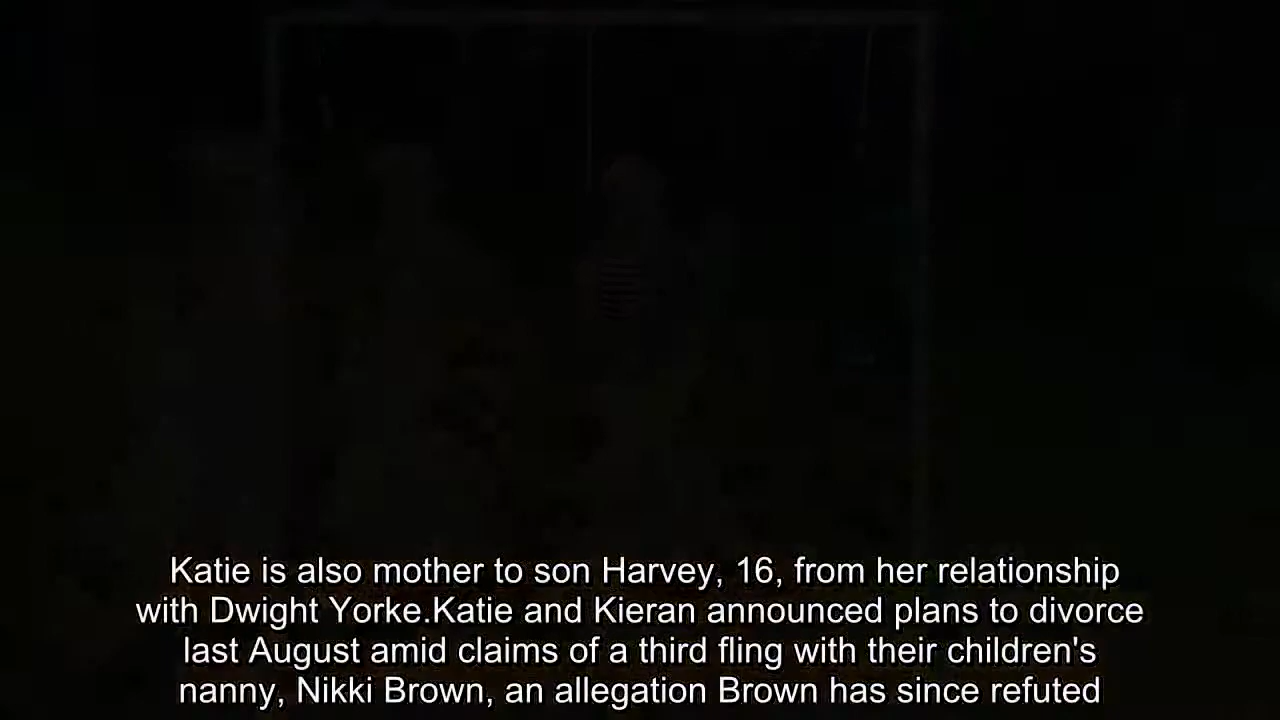 Katie is also mother to son Harvey, 16, from her relationship
with Dwight Yorke.Katie and Kieran announced plans to divorce
last August amid claims of a third fling with their children's
nanny, Nikki Brown, an allegation Brown has since refuted